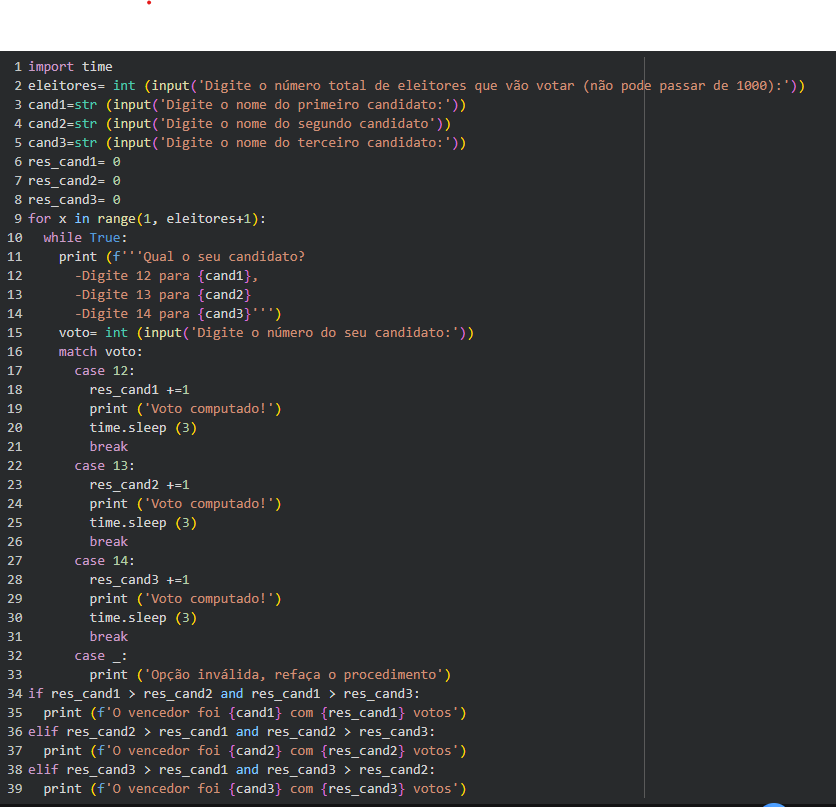 1 import time
2 eleitores= int (input('Digite o número total de eleitores que vão votar (não pode passar de 1000):'))
3 cand1=str (input('Digite o nome do primeiro candidato:'))
4 cand2=str (input('Digite o nome do segundo candidato'))
5 cand3=str (input('Digite o nome do terceiro candidato:'))
6 res_cand1= 0
7 res_cand2= 0
8 res_cand3= 0
9 for x in range(1, eleitores+1):
10   while True:
11     print (f'''Qual o seu candidato?
12       -Digite 12 para {cand1},
13       -Digite 13 para {cand2}
14       -Digite 14 para {cand3}''')
15     voto= int (input('Digite o número do seu candidato:'))
16     match voto:
17       case 12:
18         res_cand1 +=1
19         print ('Voto computado!')
20         time.sleep (3)
21         break
22       case 13:
23         res_cand2 +=1
24         print ('Voto computado!')
25         time.sleep (3)
26         break
27       case 14:
28         res_cand3 +=1
29         print ('Voto computado!')
30         time.sleep (3)
31         break
32       case _:
33         print ('Opção inválida, refaça o procedimento')
34 if res_cand1 > res_cand2 and res_cand1 > res_cand3:
35   print (f'O vencedor foi {cand1} com {res_cand1} votos')
36 elif res_cand2 > res_cand1 and res_cand2 > res_cand3:
37   print (f'O vencedor foi {cand2} com {res_cand2} votos')
38 elif res_cand3 > res_cand1 and res_cand3 > res_cand2:
39   print (f'O vencedor foi {cand3} com {res_cand3} votos')